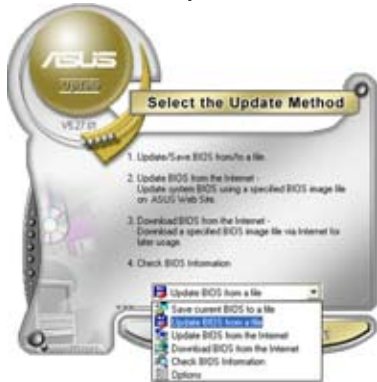 ASUS
Update
Select the Update Method
1. Update/Save BIOS from/to a file.
2. Update BIOS from the Internet -
Update system BIOS using a specified BIOS image file
on ASUS Web Site.
3. Download BIOS from the Internet -
Download a specified BIOS image file via Internet for
later usage.
4. Check BIOS Information
Update BIOS from a file
Save current BIOS to a file
Update BIOS from a file
Update BIOS from the Internet
Download BIOS from the Internet
Check BIOS Information
Options